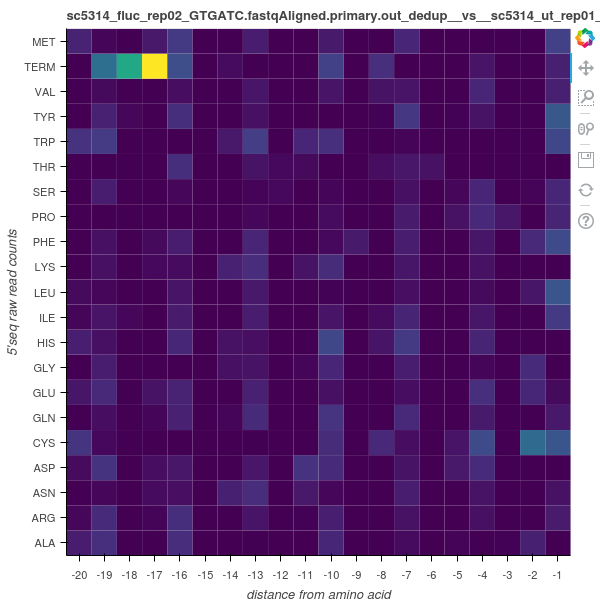 sc5314_fluc_rep02_GTGATC.fastqAligned.primary.out_dedup__vs__sc5314_ut_rep01_
MET
TERM
VAL
TYR
TRP
THR
SER
PRO
PHE
LYS
LEU
ILE
HIS
GLY
GLU
GLN
CYS
ASP
ASN
ARG
ALA
5'seq raw read counts
-20 -19 -18 -17 -16 -15 -14 -13 -12 -11 -10 -9 -8 -7 -6 -5 -4 -3 -2 -1
distance from amino acid